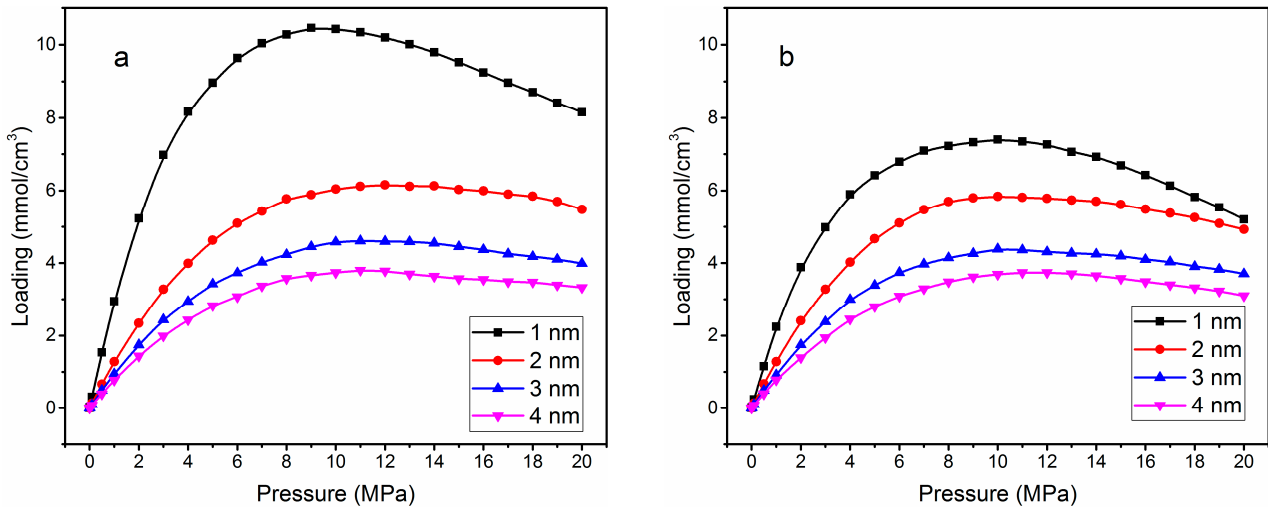 a
10
8
6
4
2
0
Loading (mmol/cm³)
0 2 4 6 8 10 12 14 16 18 20
Pressure (MPa)
1 nm
2 nm
3 nm
4 nm
b
10
8
6
4
2
0
Loading (mmol/cm³)
0 2 4 6 8 10 12 14 16 18 20
Pressure (MPa)
1 nm
2 nm
3 nm
4 nm